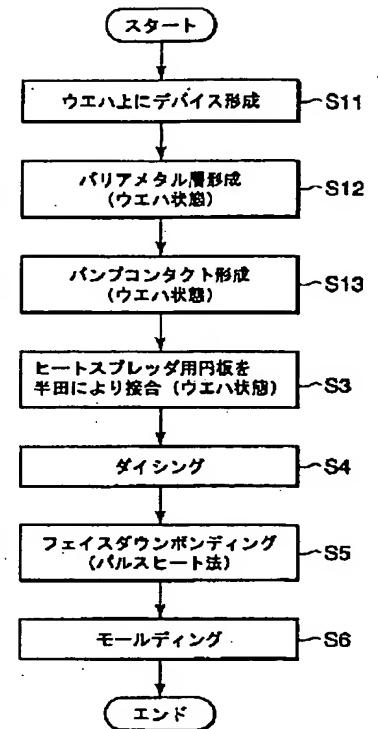 スタート
ウエハ上にデバイス形成
S11
バリアメタル層形成
(ウエハ状態)
S12
バンプコンタクト形成
(ウエハ状態)
S13
ヒートスプレッダ用円板を
半田により接合(ウエハ状態)
S3
ダイシング
S4
フェイスダウンボンディング
(パルスヒート法)
S5
モールディング
S6
エンド